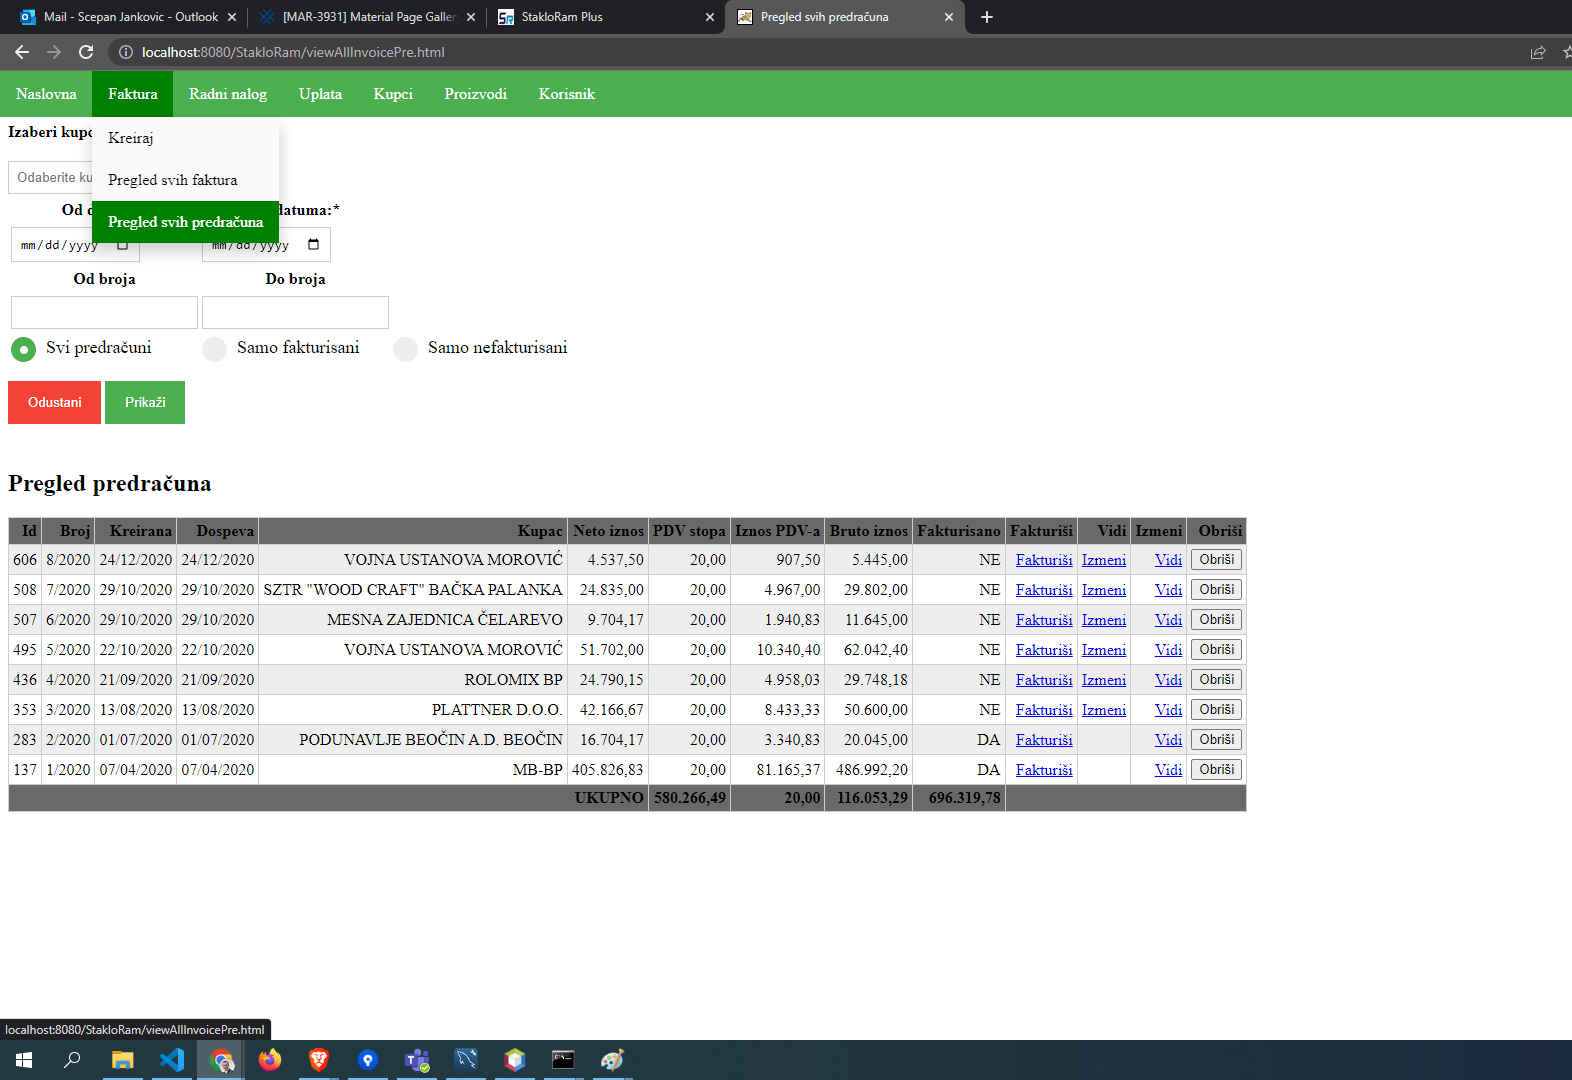 Mail - Scepan Jankovic - Outlook
[MAR-3931] Material Page Galler
StakloRam Plus
Pregled svih predračuna
localhost:8080/StakloRam/viewAllInvoicePre.html
Naslovna Faktura Radni nalog Uplata Kupci Proizvodi Korisnik
Izaberi kupc
Kreiraj
Odaberite ku
Pregled svih faktura
Od d
datuma:*
Pregled svih predračuna
mm/dd/yyyy mm/dd/yyyy
Od broja Do broja
Svi predračuni Samo fakturisani Samo nefakturisani
Odustani Prikaži
Pregled predračuna
Id Broj Kreirana Dospeva Kupac Neto iznos PDV stopa Iznos PDV-a Bruto iznos Fakturisano Fakturiši Vidi Izmeni Obriši
606 8/2020 24/12/2020 24/12/2020 VOJNA USTANOVA MOROVIĆ 4.537,50 20,00 907,50 5.445,00 NE Fakturiši Izmeni Vidi Obriši
508 7/2020 29/10/2020 29/10/2020 SZTR "WOOD CRAFT" BAČKA PALANKA 24.835,00 20,00 4.967,00 29.802,00 NE Fakturiši Izmeni Vidi Obriši
507 6/2020 29/10/2020 29/10/2020 MESNA ZAJEDNICA ČELAREVO 9.704,17 20,00 1.940,83 11.645,00 NE Fakturiši Izmeni Vidi Obriši
495 5/2020 22/10/2020 22/10/2020 VOJNA USTANOVA MOROVIĆ 51.702,00 20,00 10.340,40 62.042,40 NE Fakturiši Izmeni Vidi Obriši
436 4/2020 21/09/2020 21/09/2020 ROLOMIX BP 24.790,15 20,00 4.958,03 29.748,18 NE Fakturiši Izmeni Vidi Obriši
353 3/2020 13/08/2020 13/08/2020 PLATTNER D.O.O. 42.166,67 20,00 8.433,33 50.600,00 NE Fakturiši Izmeni Vidi Obriši
283 2/2020 01/07/2020 01/07/2020 PODUNAVLJE BEOČIN A.D. BEOČIN 16.704,17 20,00 3.340,83 20.045,00 DA Fakturiši Vidi Obriši
137 1/2020 07/04/2020 07/04/2020 MB-BP 405.826,83 20,00 81.165,37 486.992,20 DA Fakturiši Vidi Obriši
UKUPNO 580.266,49 20,00 116.053,29 696.319,78
localhost:8080/StakloRam/viewAllInvoicePre.html